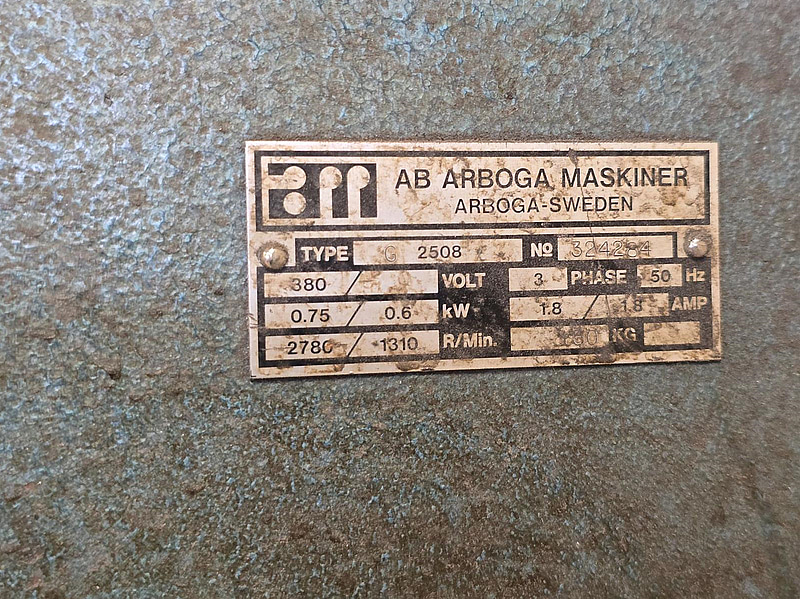 am AB ARBOGA MASKINER
ARBOGA-SWEDEN
TYPE G 2508 No 324284
380 / VOLT 3 PHASE 50 Hz
0.75 / 0.6 kW 1.8 / 1.8 AMP
2780 / 1310 R/Min. KG